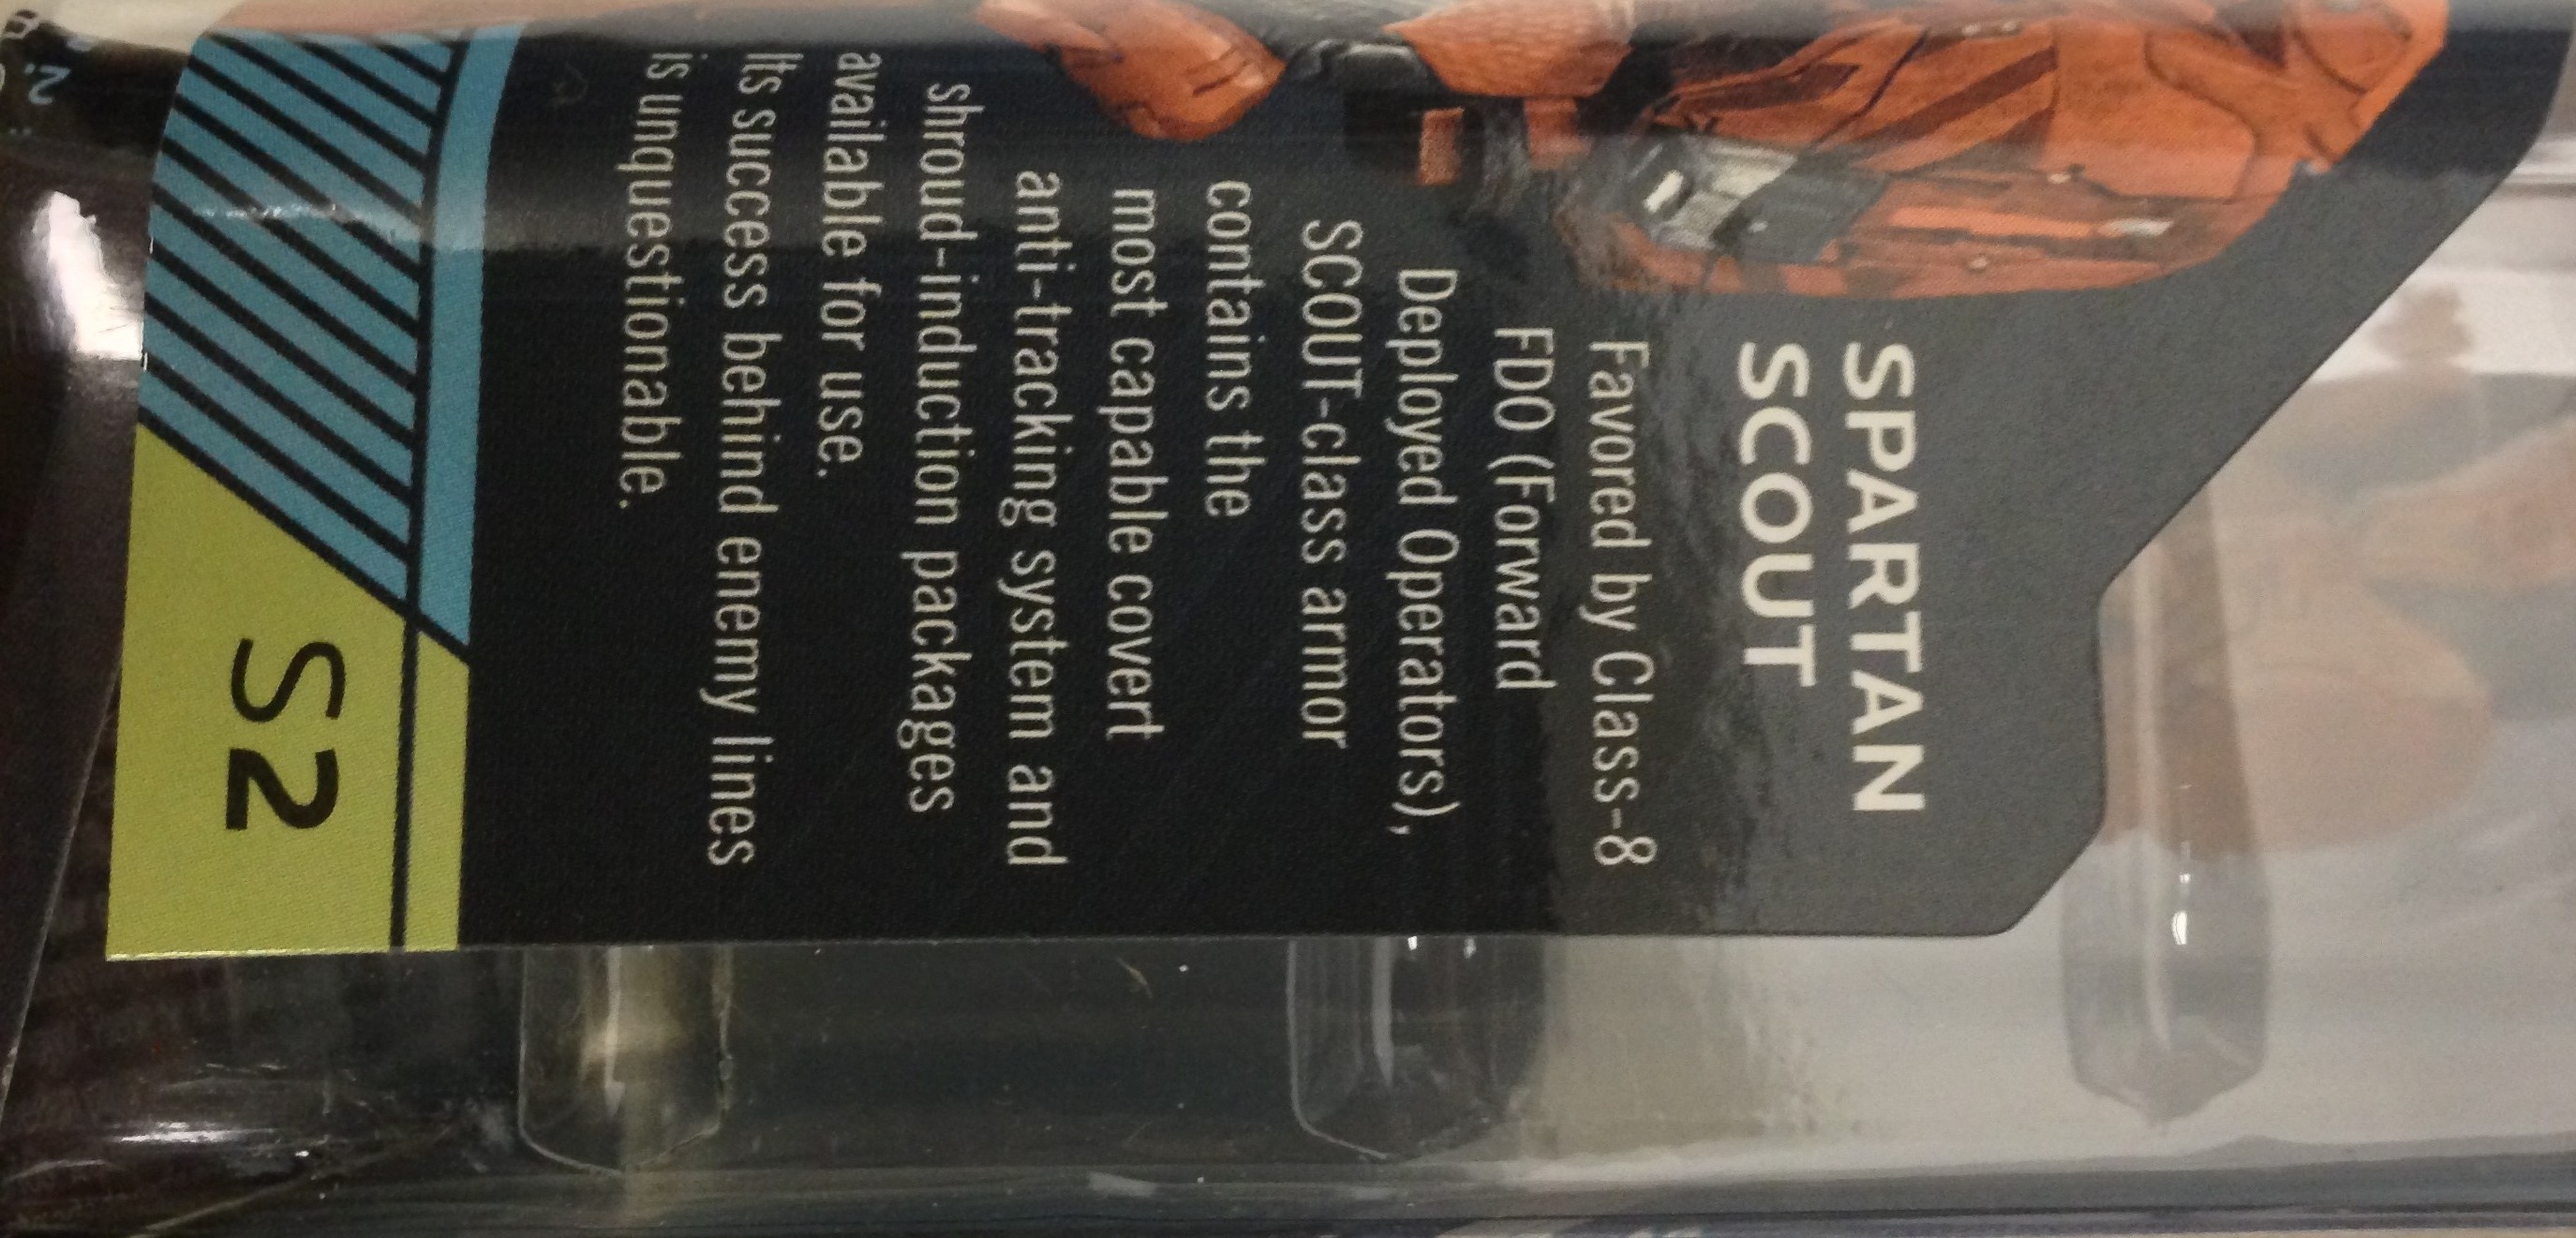 SPARTAN
SCOUT
Favored by Class-8
FDO (Forward
Deployed Operators),
SCOUT-class armor
contains the
most capable covert
anti-tracking system and
shroud-induction packages
available for use.
Its success behind enemy lines
is unquestionable.
S2